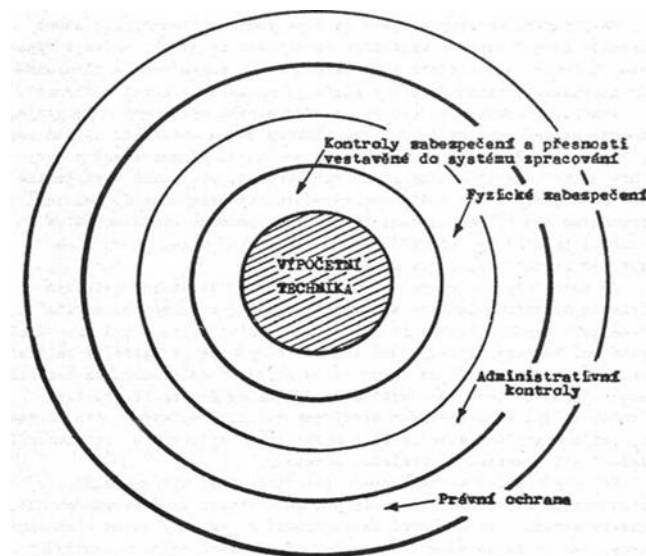 Kontroly zabezpečení a přesnosti
vestavěné do systému zpracování
Fyzické zabezpečení
VÝPOČETNÍ
TECHNIKA
Administrativní
kontroly
Právní ochrana